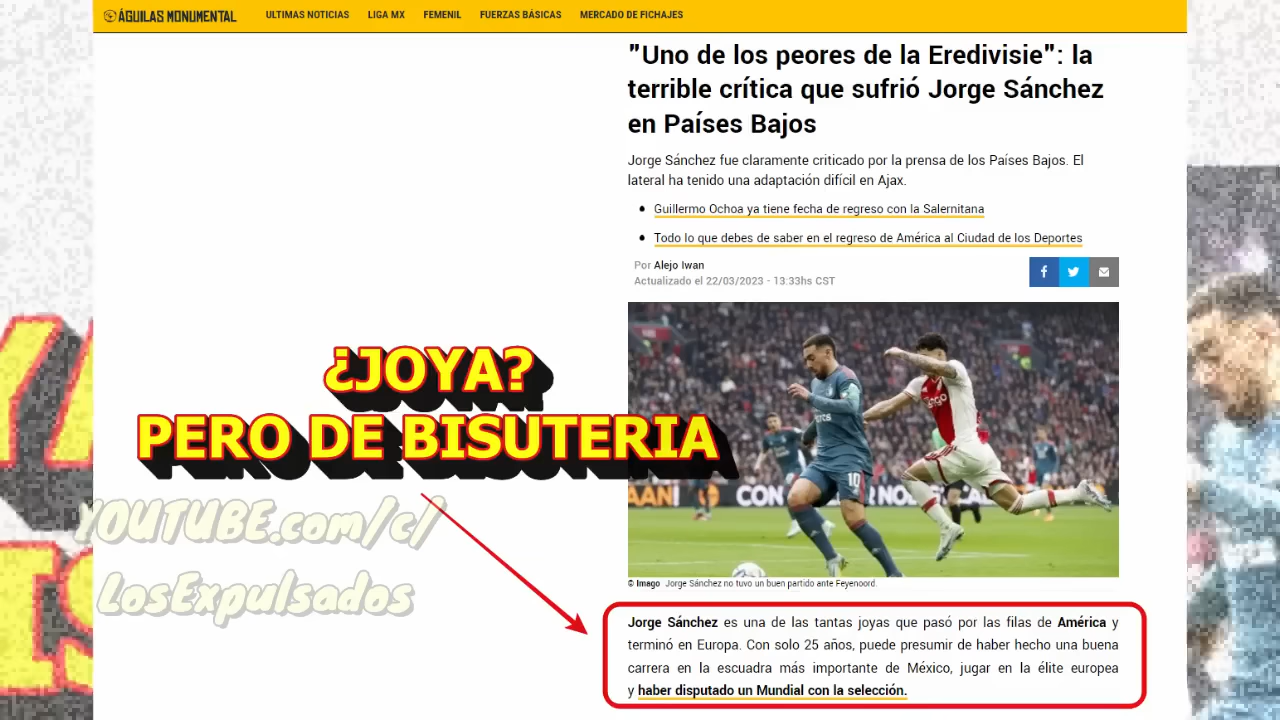 ÁGUILAS MONUMENTAL
ULTIMAS NOTICIAS LIGA MX FEMENIL FUERZAS BÁSICAS MERCADO DE FICHAJES
"Uno de los peores de la Eredivisie": la
terrible crítica que sufrió Jorge Sánchez
en Países Bajos
Jorge Sánchez fue claramente criticado por la prensa de los Países Bajos. El
lateral ha tenido una adaptación difícil en Ajax.
• Guillermo Ochoa ya tiene fecha de regreso con la Salernitana
• Todo lo que debes de saber en el regreso de América al Ciudad de los Deportes
Por Alejo Iwan
Actualizado el 22/03/2023 - 13:33hs CST
¿JOYA?
PERO DE BISUTERIA
10
YOUTUBE.com/c/
LosExpulsados
© Imago Jorge Sánchez no tuvo un buen partido ante Feyenoord.
Jorge Sánchez es una de las tantas joyas que pasó por las filas de América y
terminó en Europa. Con solo 25 años, puede presumir de haber hecho una buena
carrera en la escuadra más importante de México, jugar en la élite europea
y haber disputado un Mundial con la selección.